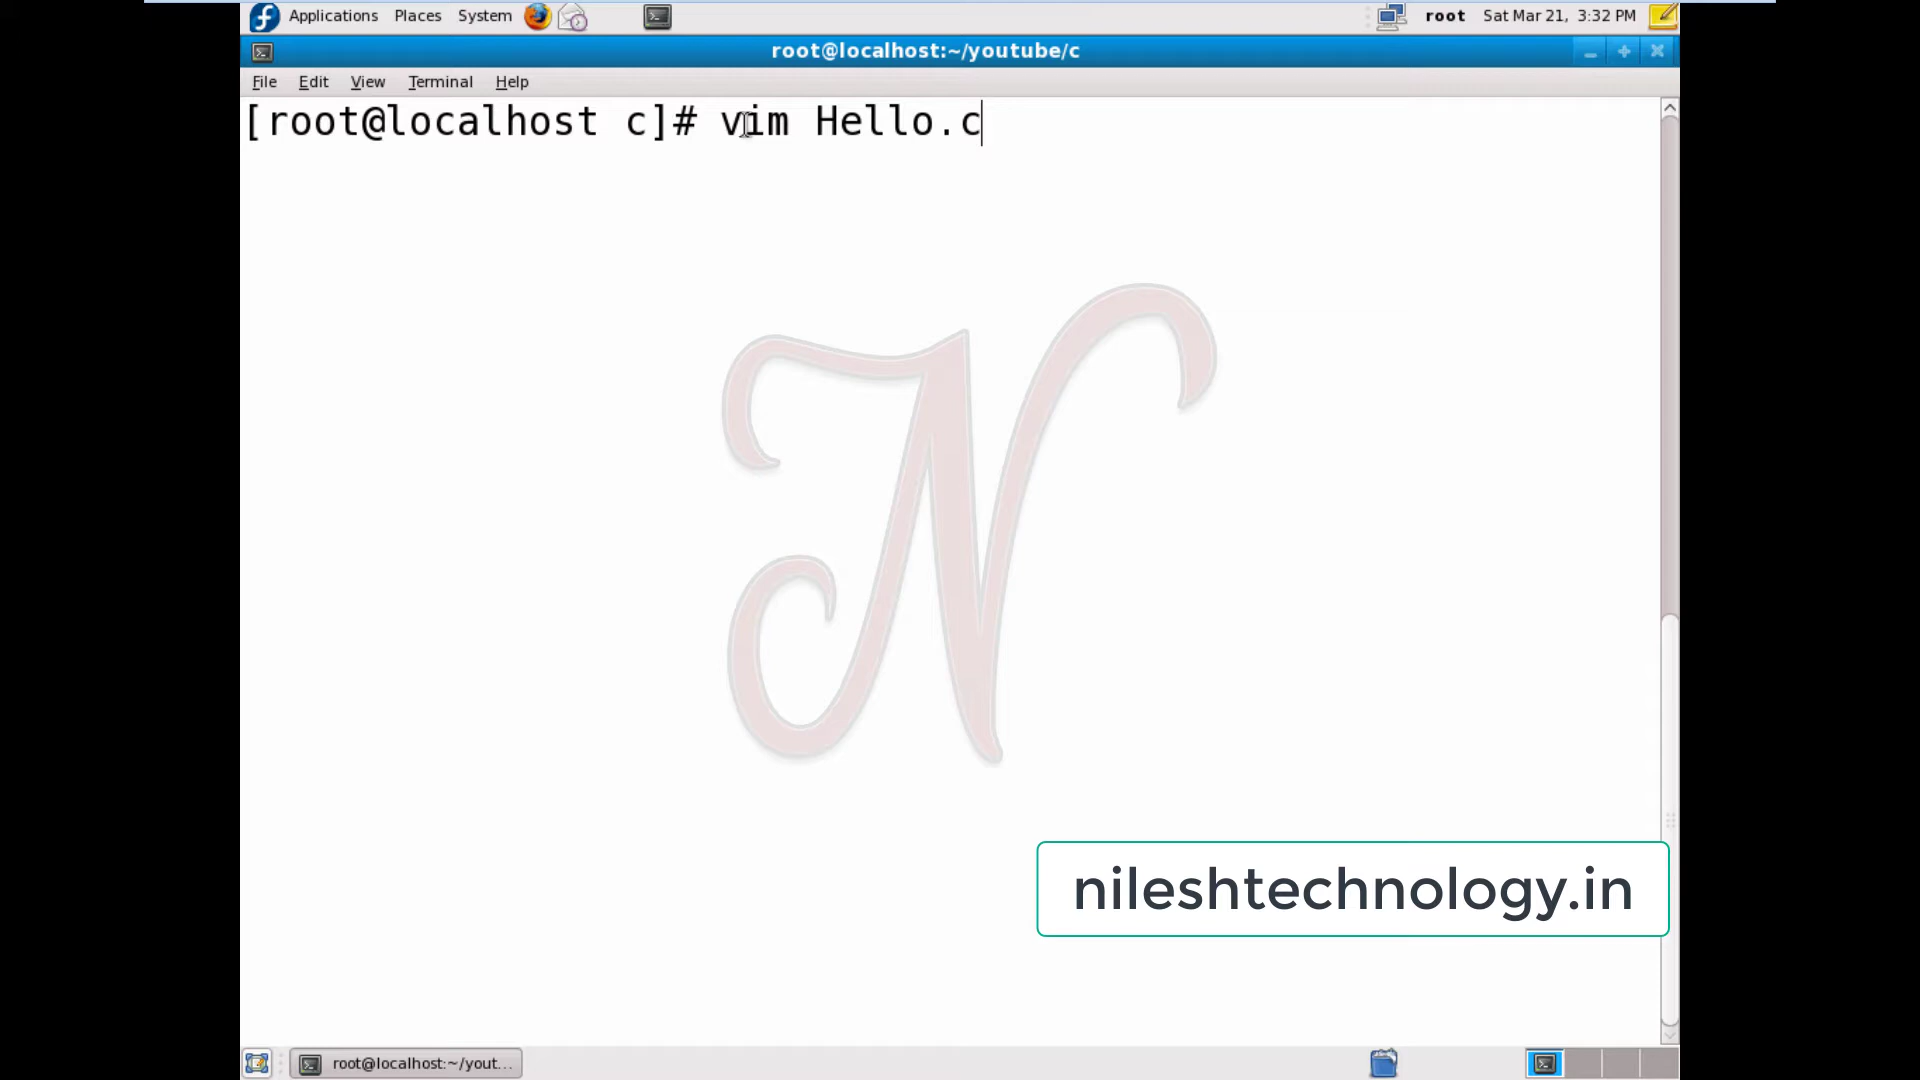 Applications Places System root Sat Mar 21, 3:32 PM
root@localhost:~/youtube/c
File Edit View Terminal Help
[root@localhost c]# vim Hello.c
N
nileshtechnology.in
root@localhost:~/yout...